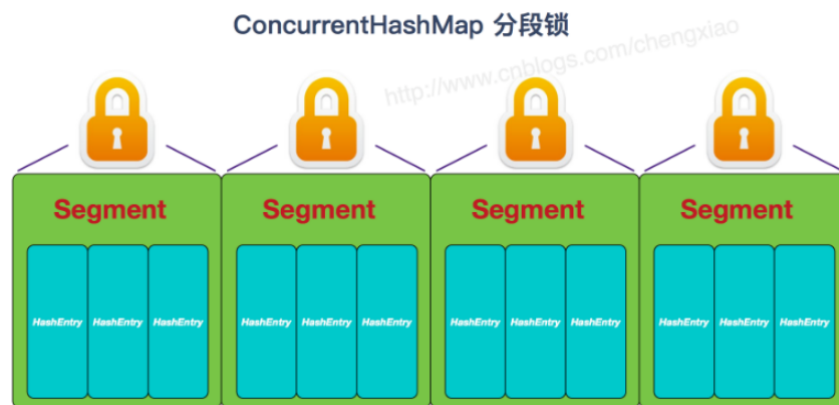 ConcurrentHashMap 分段锁
http://www.cnblogs.com/chengxiao
Segment Segment Segment Segment
HashEntry HashEntry HashEntry HashEntry HashEntry HashEntry HashEntry HashEntry HashEntry HashEntry HashEntry HashEntry